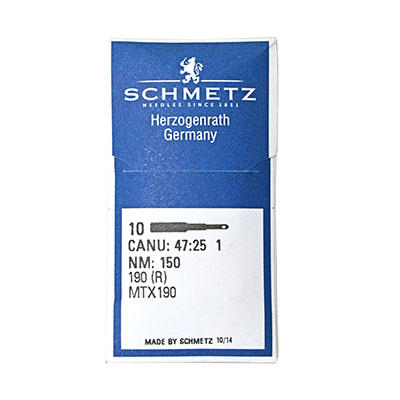 SCHMETZ
NEEDLES SINCE 1851
Herzogenrath
Germany
10
CANU: 47:25 1
NM: 150
190 (R)
MTX190
MADE BY SCHMETZ 10/14